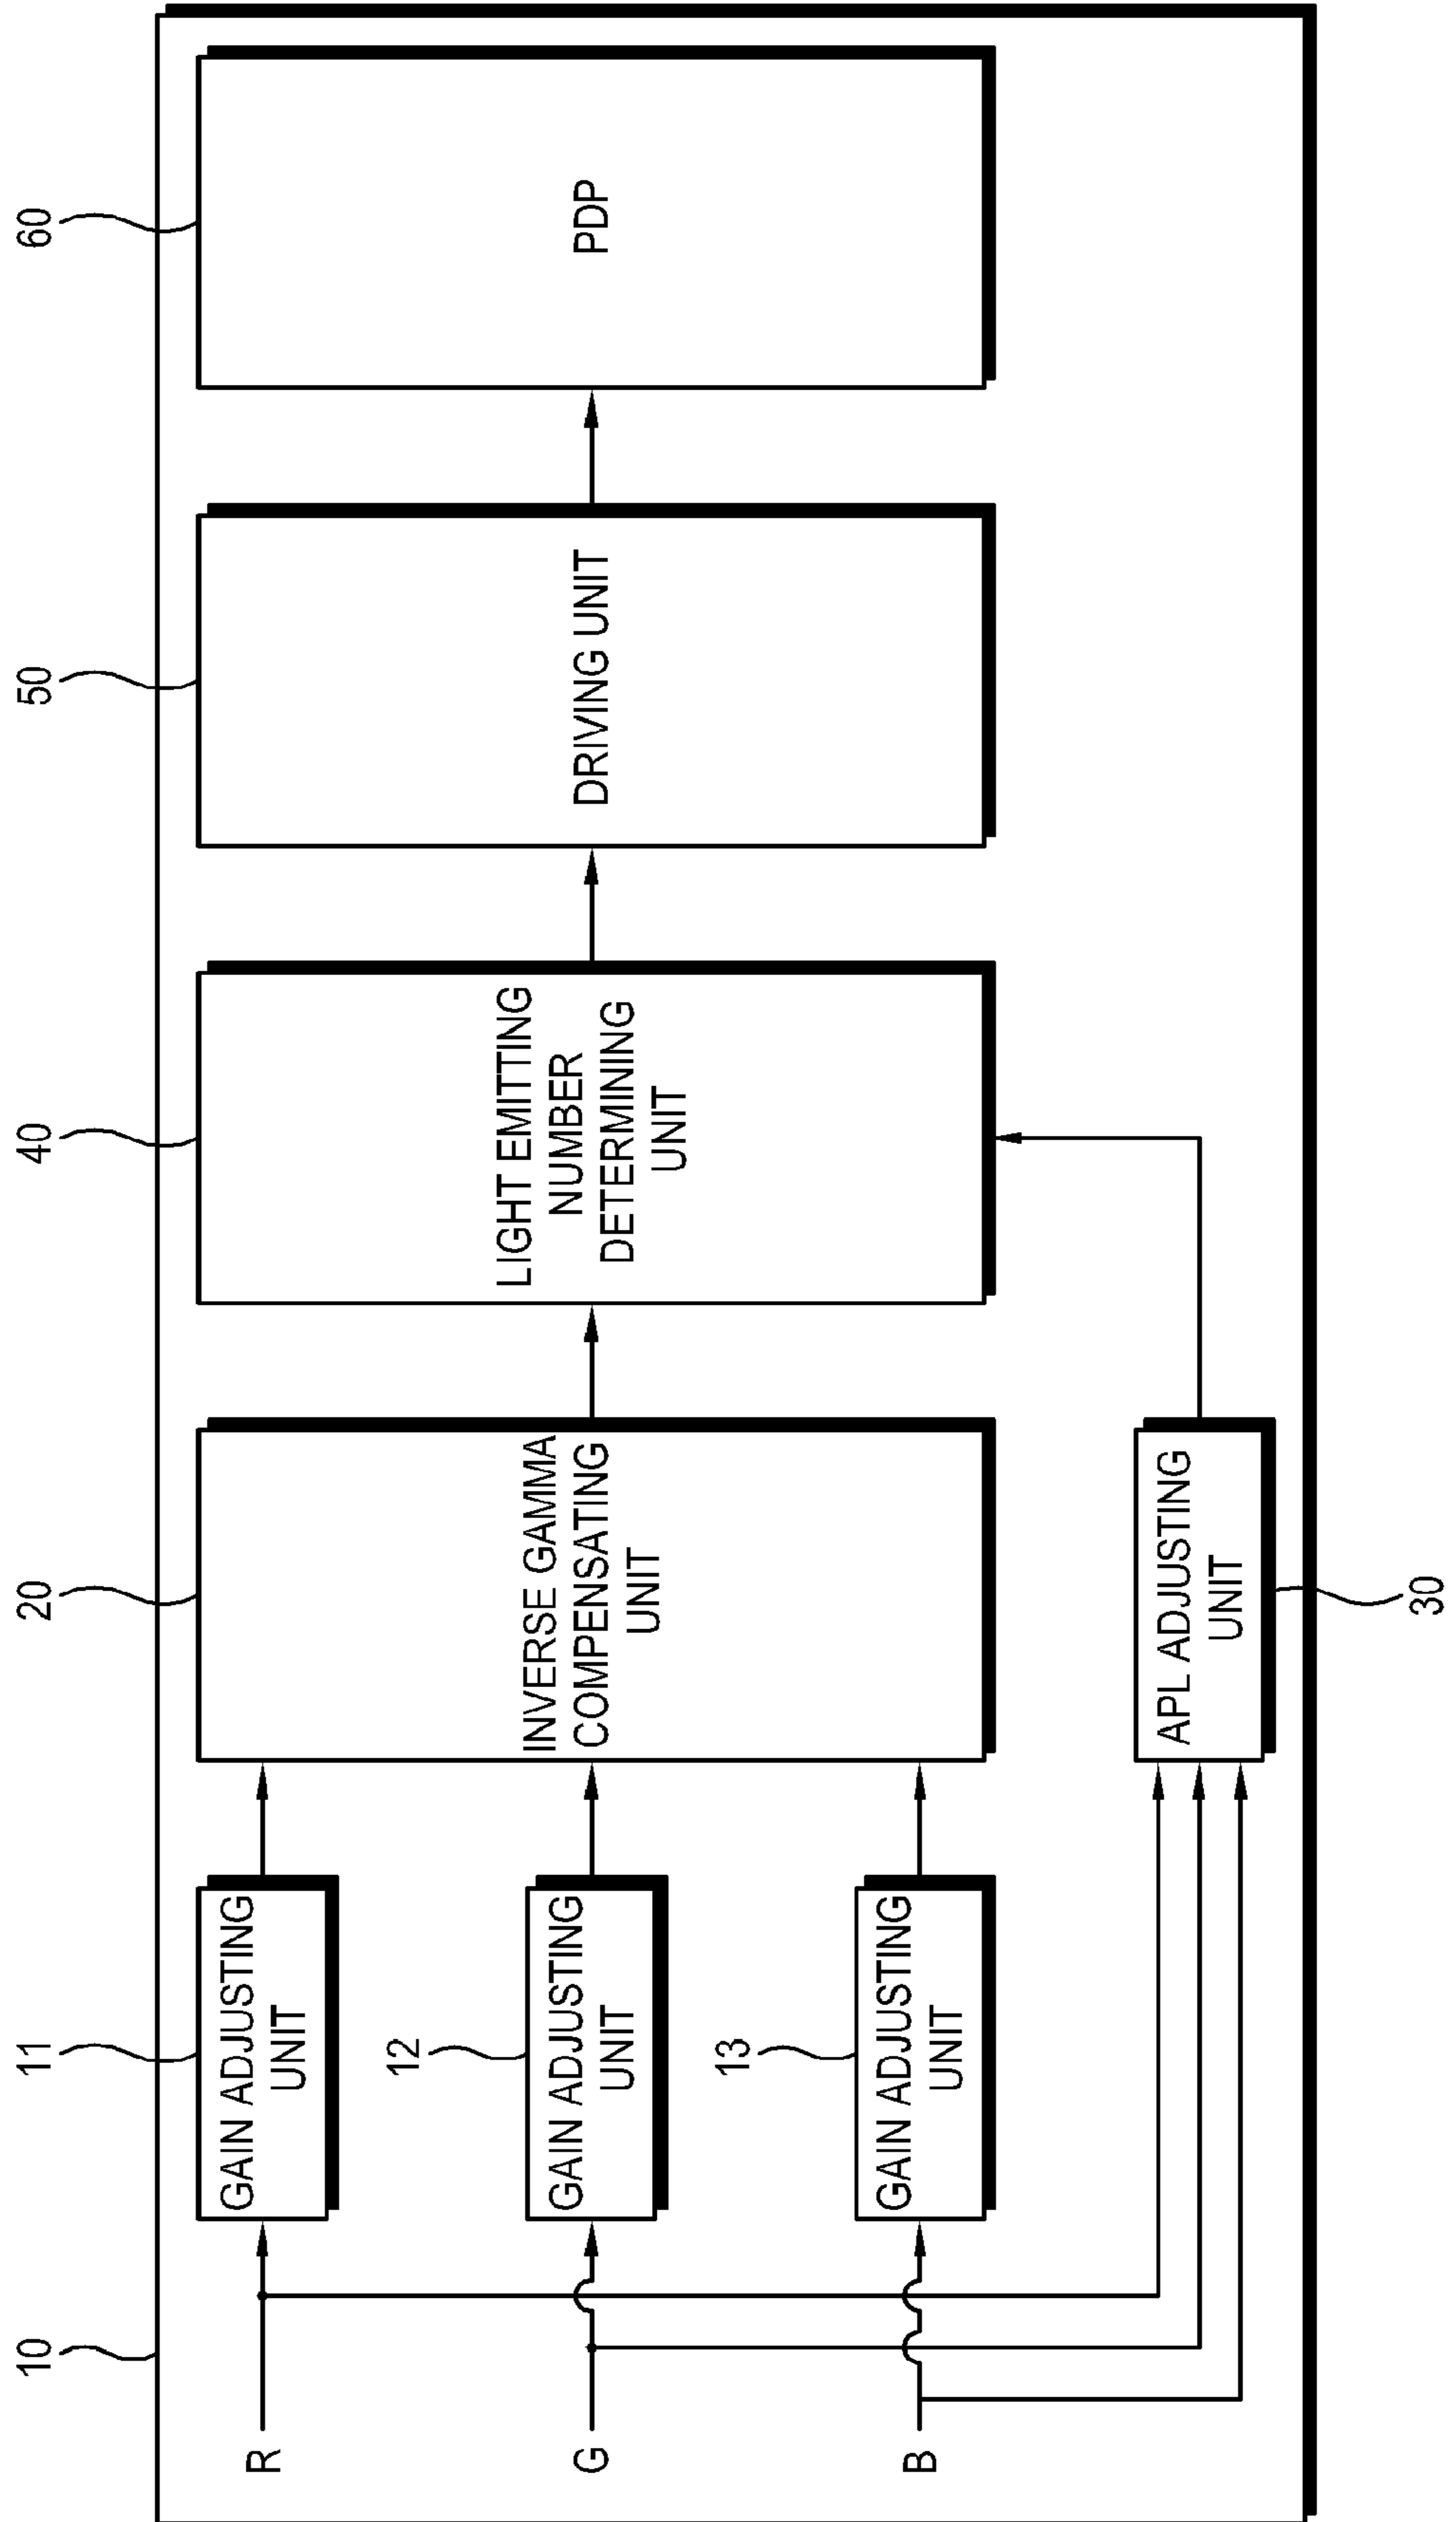 10
11
20
40
50
60
R
GAIN ADJUSTING
UNIT
12
G
GAIN ADJUSTING
UNIT
13
B
GAIN ADJUSTING
UNIT
INVERSE GAMMA
COMPENSATING
UNIT
LIGHT EMITTING
NUMBER
DETERMINING
UNIT
DRIVING UNIT
PDP
APL ADJUSTING
UNIT
30